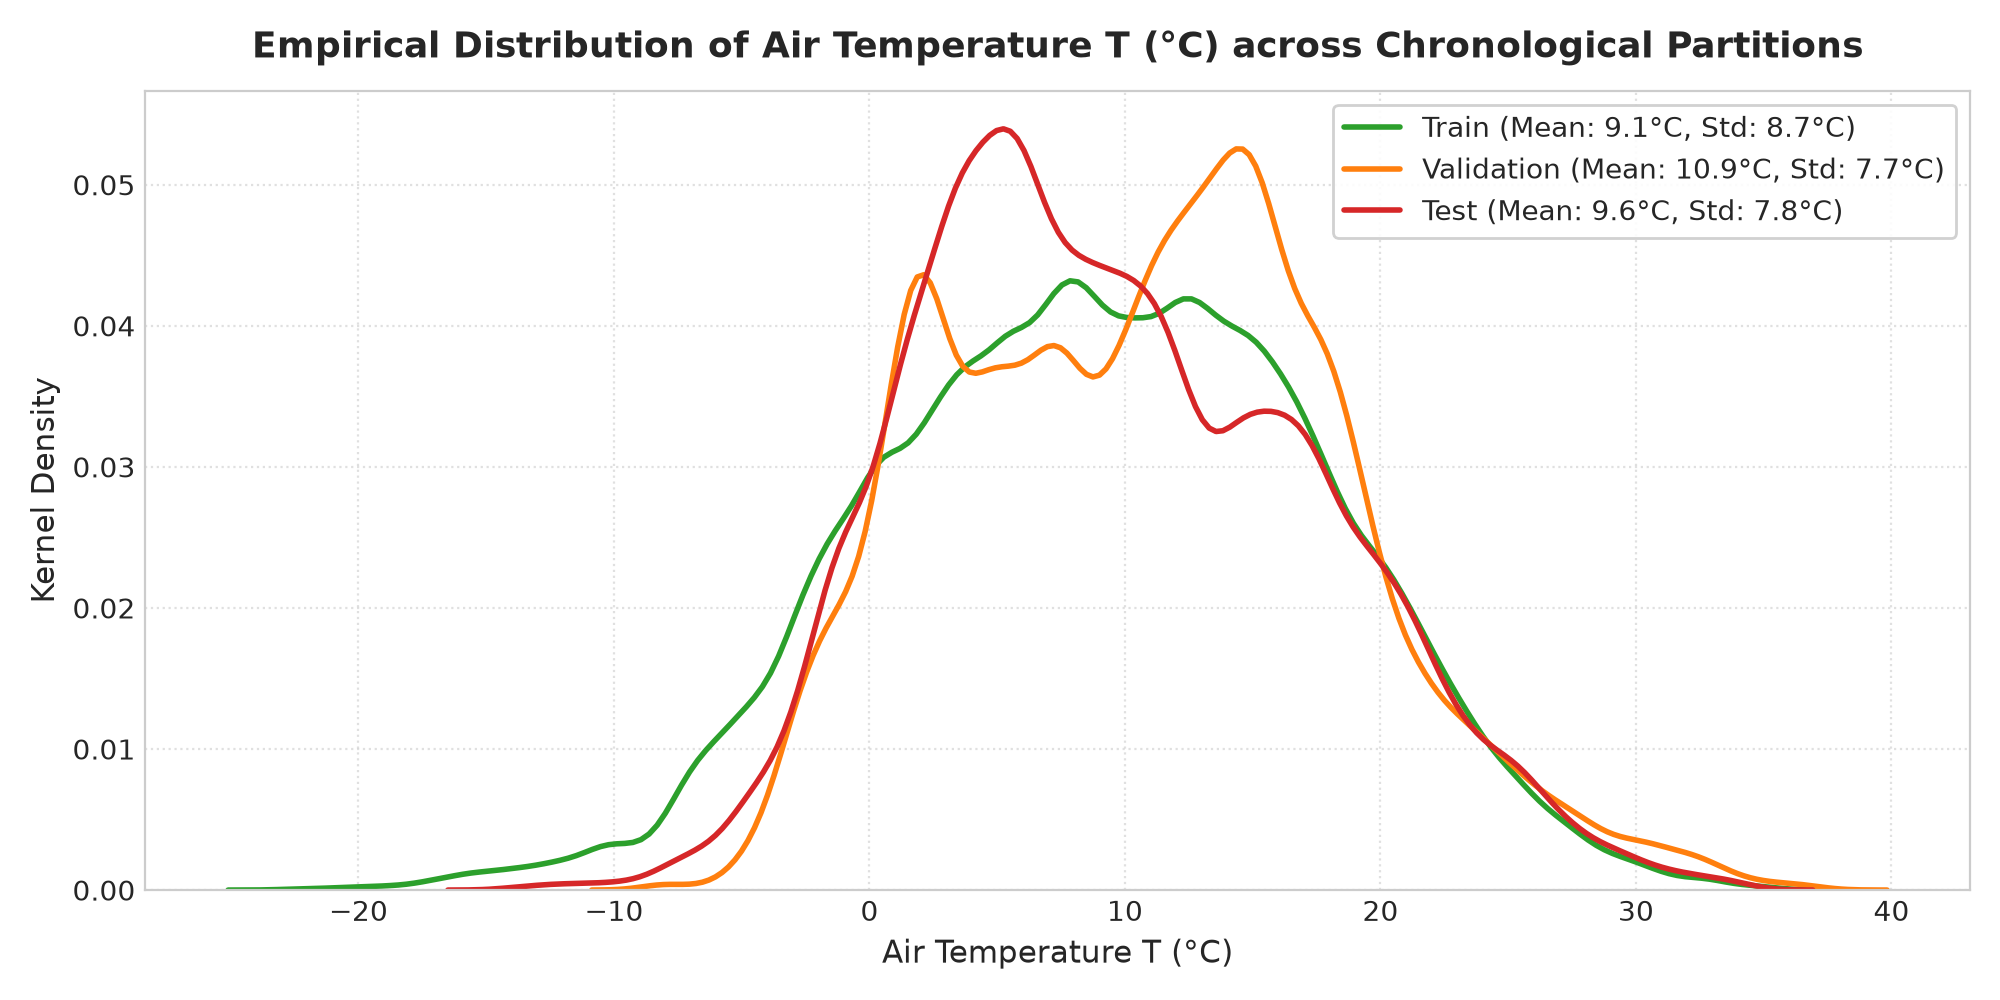 Empirical Distribution of Air Temperature T (°C) across Chronological Partitions
Train (Mean: 9.1°C, Std: 8.7°C)
Validation (Mean: 10.9°C, Std: 7.7°C)
Test (Mean: 9.6°C, Std: 7.8°C)
Kernel Density
0.05
0.04
0.03
0.02
0.01
0.00
−20 −10 0 10 20 30 40
Air Temperature T (°C)